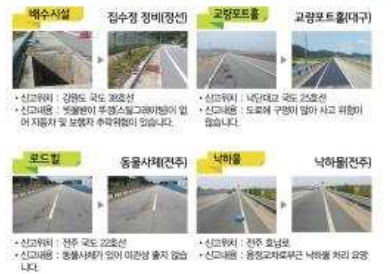 배수시설 집수정 정비(정선)
• 신고위치 : 강원도 국도 38호선
• 신고내용 : 빗물받이 뚜껑(스틸그레이팅)이 없
어 자동차 및 보행자 추락위험이 있습니다.
교량포트홀 교량포트홀(대구)
• 신고위치 : 낙단대교 국도 25호선
• 신고내용 : 도로에 구멍이 많아 사고 위험이
많습니다.
로드킬 동물사체(전주)
• 신고위치 : 전주 국도 22호선
• 신고내용 : 동물사체가 있어 미관상 좋지 않습
니다.
낙하물 낙하물(전주)
• 신고위치 : 전주 호남로
• 신고내용 : 용정교차로부근 낙하물 처리 요망